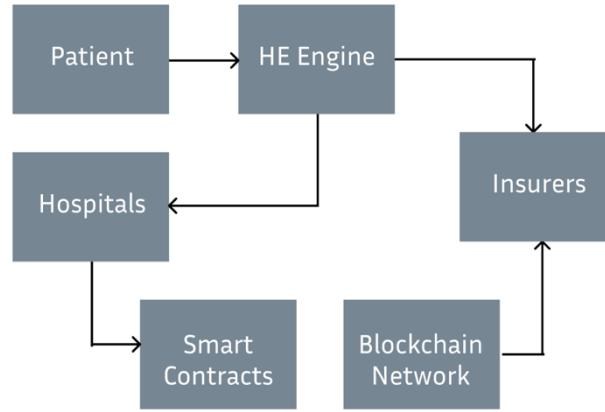 Patient
HE Engine
Insurers
Hospitals
Smart
Contracts
Blockchain
Network